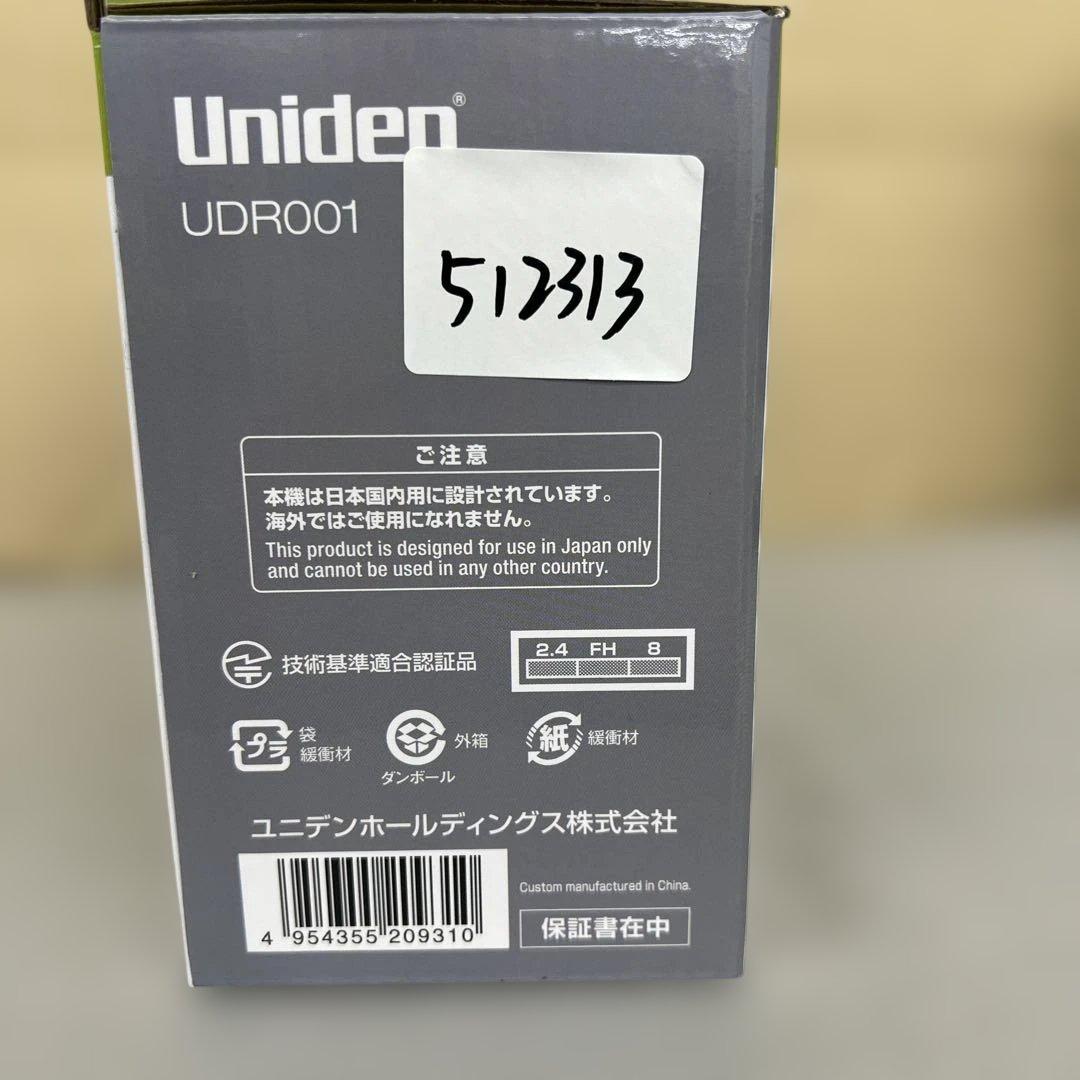 Uniden®
UDR001
512313
ご注意
本機は日本国内用に設計されています。
海外ではご使用になれません。
This product is designed for use in Japan only
and cannot be used in any other country.
技術基準適合認証品
2.4 FH 8
プラ
袋
緩衝材
外箱
ダンボール
紙
緩衝材
ユニデンホールディングス株式会社
Custom manufactured in China.
4 954355 209310
保証書在中